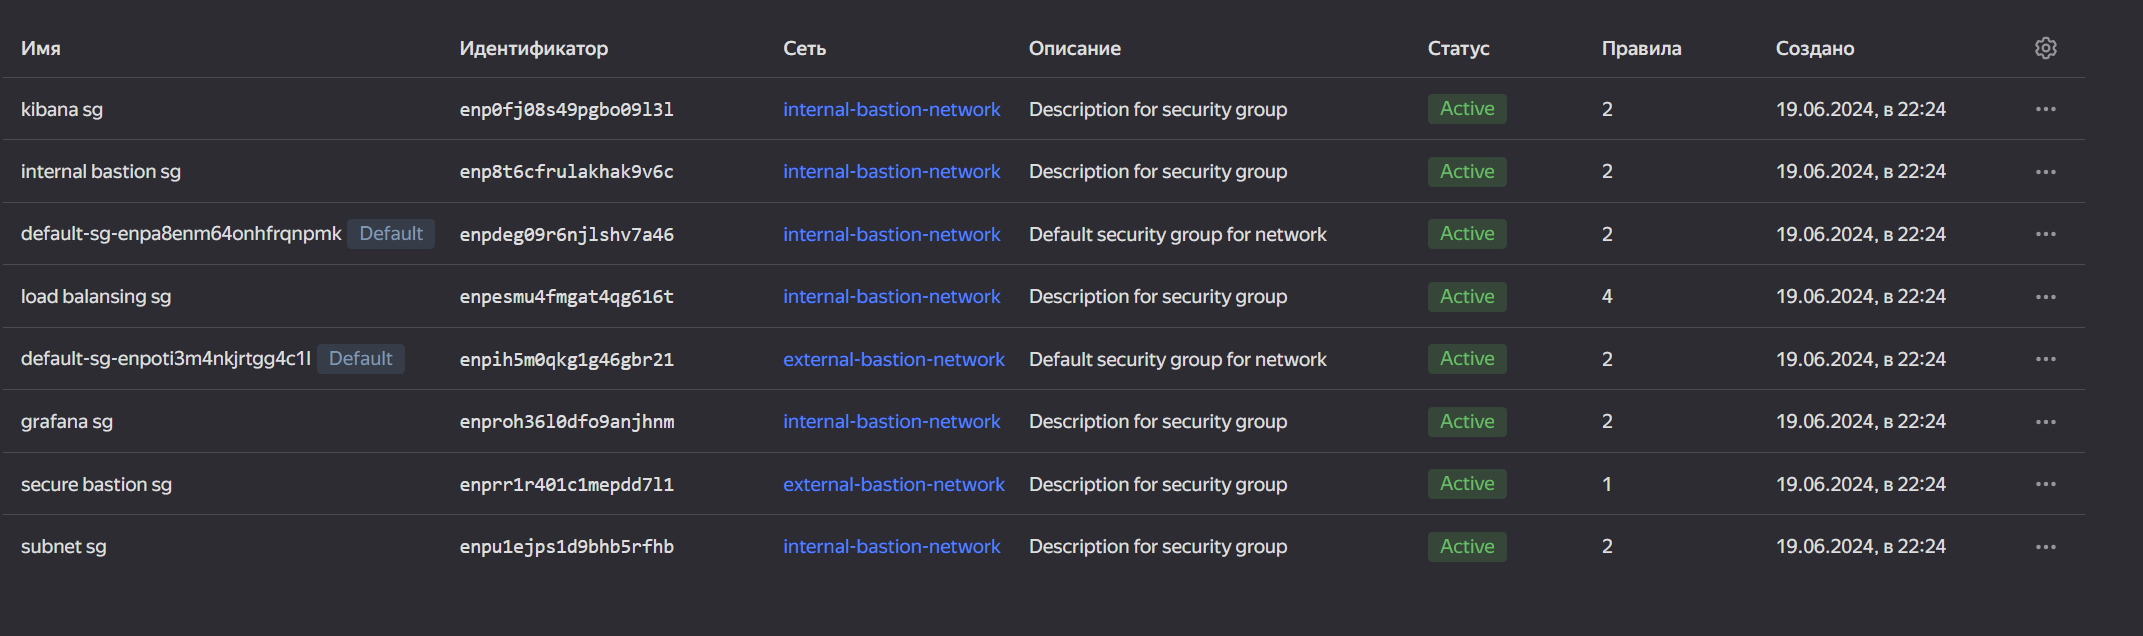 Имя Идентификатор Сеть Описание Статус Правила Создано
kibana sg enp0fj08s49pgbo09l3l internal-bastion-network Description for security group Active 2 19.06.2024, в 22:24
internal bastion sg enp8t6cfrulakhak9v6c internal-bastion-network Description for security group Active 2 19.06.2024, в 22:24
default-sg-enpa8enm64onhfrqnpmk Default enpdeg09r6njlshv7a46 internal-bastion-network Default security group for network Active 2 19.06.2024, в 22:24
load balansing sg enpesmu4fmgat4qg616t internal-bastion-network Description for security group Active 4 19.06.2024, в 22:24
default-sg-enpoti3m4nkjrtgg4c1l Default enpih5m0qkg1g46gbr21 external-bastion-network Default security group for network Active 2 19.06.2024, в 22:24
grafana sg enproh36l0dfo9anjhnm internal-bastion-network Description for security group Active 2 19.06.2024, в 22:24
secure bastion sg enprr1r401c1mepdd7l1 external-bastion-network Description for security group Active 1 19.06.2024, в 22:24
subnet sg enpu1ejps1d9bhb5rfhb internal-bastion-network Description for security group Active 2 19.06.2024, в 22:24